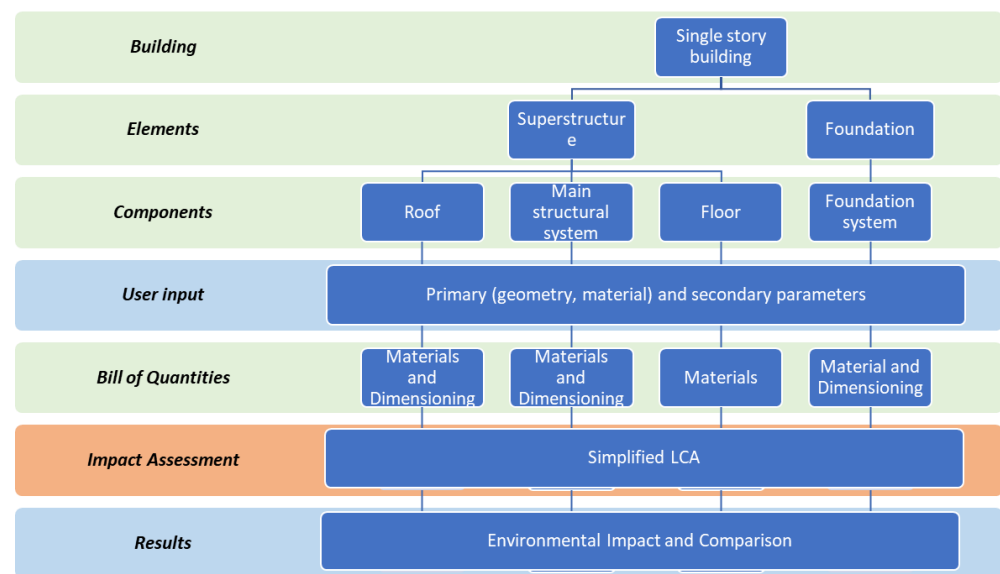 Building
Single story
building
Elements
Superstructur
e
Foundation
Components
Roof
Main
structural
system
Floor
Foundation
system
User input
Primary (geometry, material) and secondary parameters
Bill of Quantities
Materials
and
Dimensioning
Materials
and
Dimensioning
Materials
Material and
Dimensioning
Impact Assessment
Simplified LCA
Results
Environmental Impact and Comparison